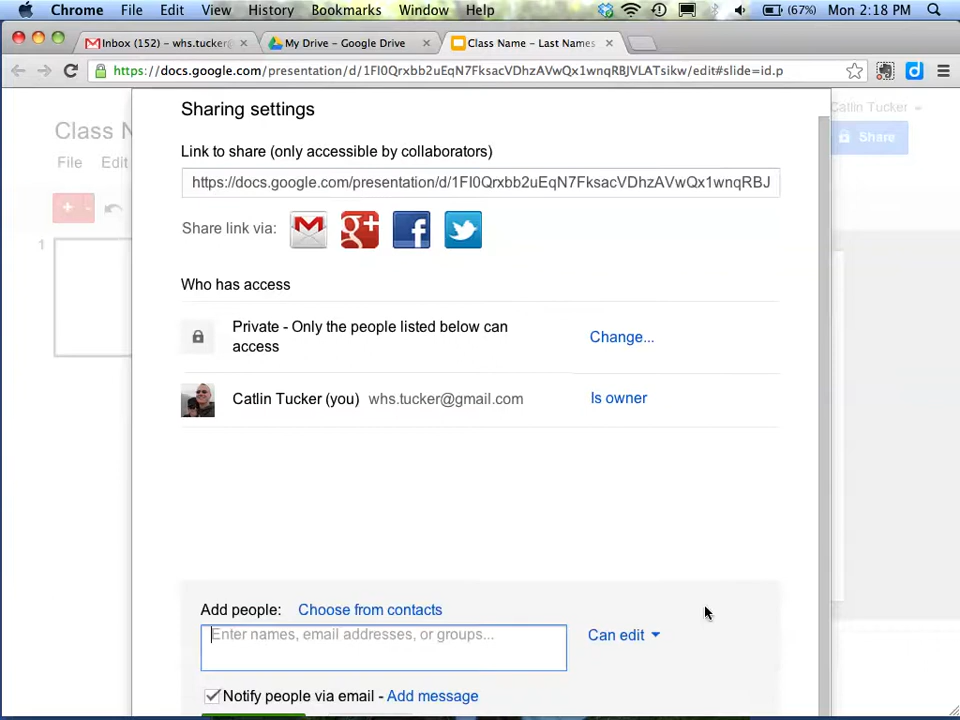 Chrome File Edit View History Bookmarks Window Help (67%) Mon 2:18 PM
Inbox (152) – whs.tucker@ My Drive – Google Drive Class Name – Last Names
https://docs.google.com/presentation/d/1FI0Qrxbb2uEqN7FksacVDhzAVwQx1wnqRBJVLATsikw/edit#slide=id.p
Sharing settings
Catlin Tucker
Class N
Share
File Edit
Link to share (only accessible by collaborators)
https://docs.google.com/presentation/d/1FI0Qrxbb2uEqN7FksacVDhzAVwQx1wnqRBJ
Share link via:
1
Who has access
Private - Only the people listed below can
access
Change...
Catlin Tucker (you) whs.tucker@gmail.com Is owner
Add people: Choose from contacts
Enter names, email addresses, or groups... Can edit
Notify people via email - Add message